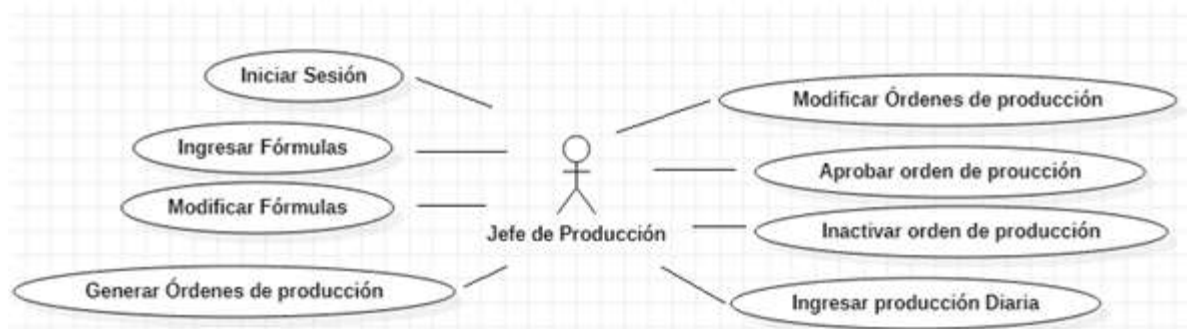 Iniciar Sesión
Ingresar Fórmulas
Modificar Fórmulas
Generar Órdenes de producción
Jefe de Producción
Modificar Órdenes de producción
Aprobar orden de proucción
Inactivar orden de producción
Ingresar producción Diaria